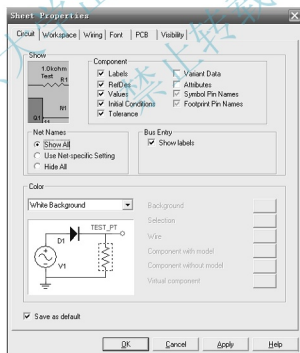 Sheet Properties
Circuit Workspace Wiring Font PCB Visibility
Show
1.0Kohm
Test R1
N1
Q1
Component
Labels
RefDes
Values
Initial Conditions
Tolerance
Variant Data
Attributes
Symbol Pin Names
Footprint Pin Names
Net Names
Show All
Use Net-specific Setting
Hide All
Bus Entry
Show labels
Color
White Background
D1
TEST_PT
V1
Background
Selection
Wire
Component with model
Component without model
Virtual component
Save as default
OK Cancel Apply Help